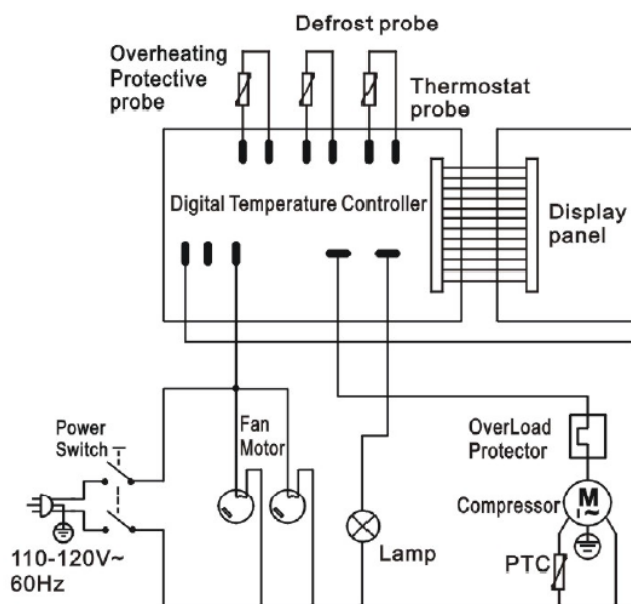 Defrost probe
Overheating
Protective
probe
Thermostat
probe
Digital Temperature Controller
Display
panel
Power
Switch
Fan
Motor
OverLoad
Protector
Compressor
M
~
Lamp
PTC
110-120V~
60Hz